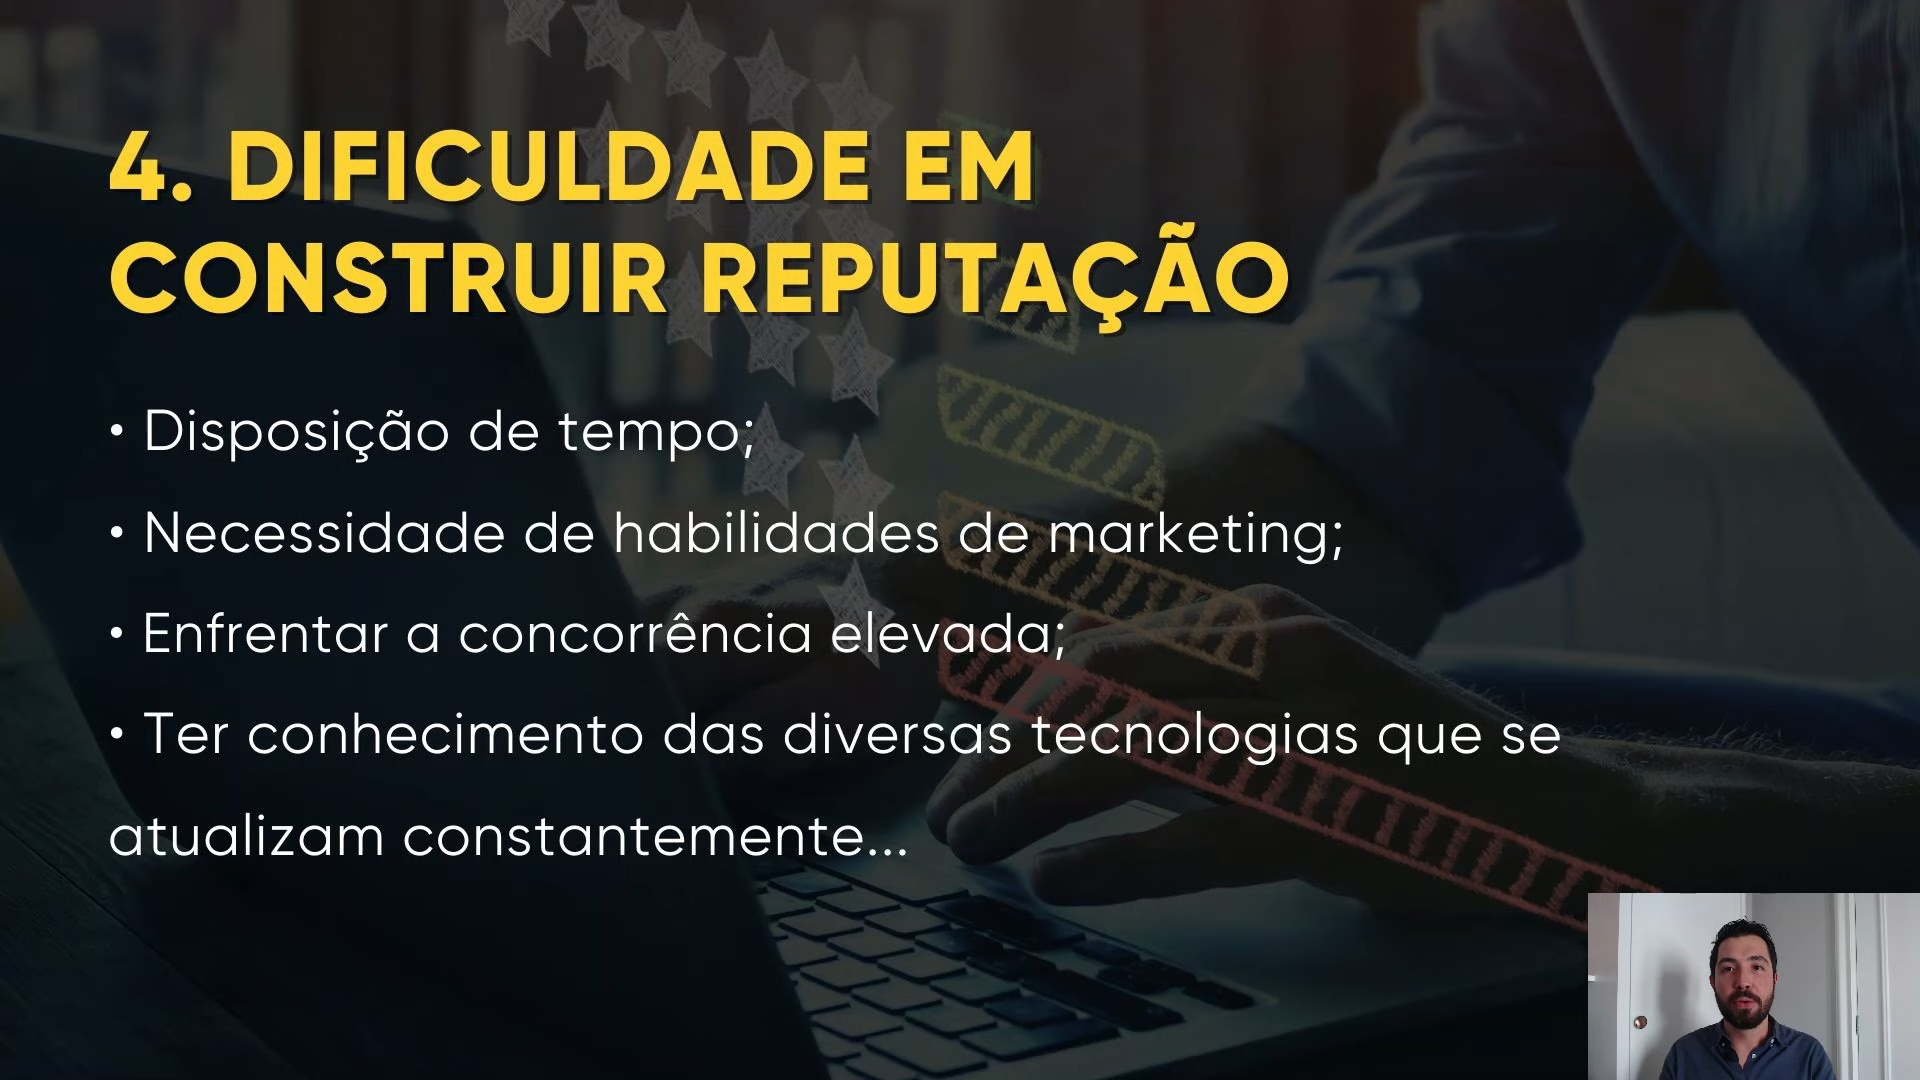 4. DIFICULDADE EM
CONSTRUIR REPUTAÇÃO
• Disposição de tempo;
• Necessidade de habilidades de marketing;
• Enfrentar a concorrência elevada;
• Ter conhecimento das diversas tecnologias que se
atualizam constantemente...